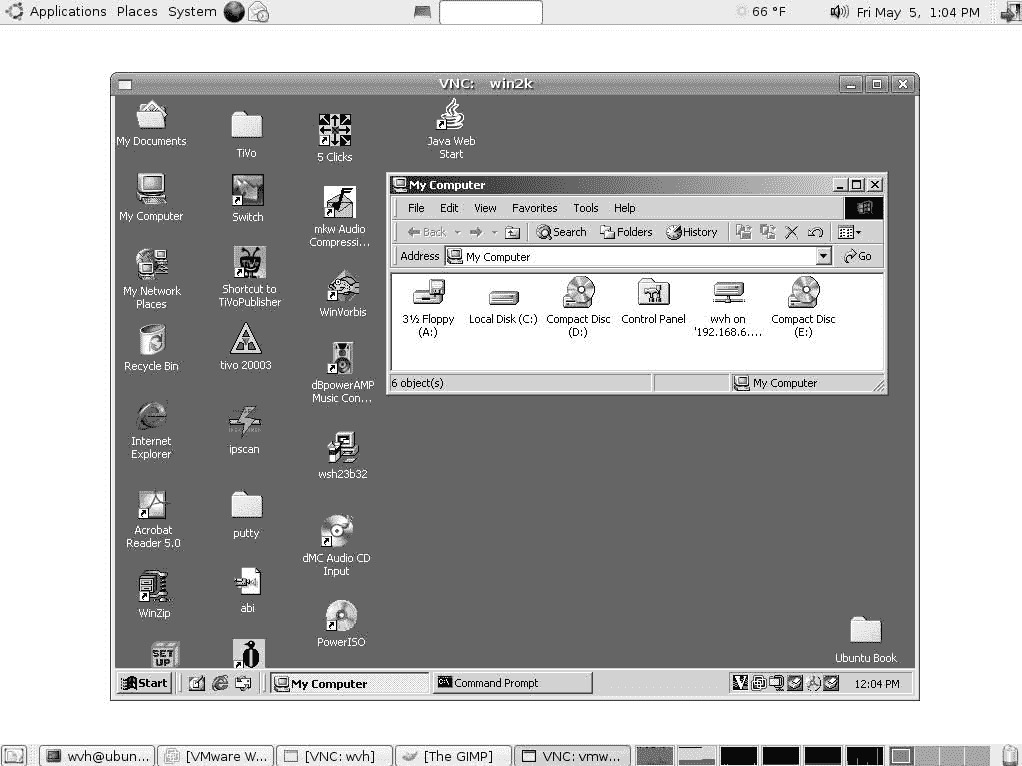 Applications Places System
66 °F
Fri May 5, 1:04 PM
VNC: win2k
My Documents
TiVo
5 Clicks
Java Web
Start
My Computer
Switch
mkw Audio
Compressi...
My Network
Places
Shortcut to
TiVoPublisher
WinVorbis
Recycle Bin
tivo 20003
dBpowerAMP
Music Con...
Internet
Explorer
ipscan
wsh23b32
Acrobat
Reader 5.0
putty
dMC Audio CD
Input
WinZip
abi
PowerISO
SET
UP
My Computer
File Edit View Favorites Tools Help
Back Search Folders History
Address My Computer Go
3½ Floppy
(A:)
Local Disk (C:)
Compact Disc
(D:)
Control Panel
wvh on
'192.168.6....
Compact Disc
(E:)
6 object(s) My Computer
Ubuntu Book
Start My Computer Command Prompt 12:04 PM
wvh@ubun... [VMware W... [VNC: wvh] [The GIMP] VNC: vmw...